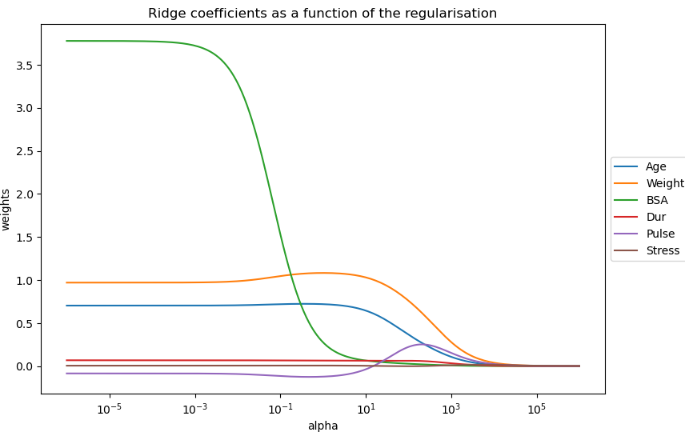 Ridge coefficients as a function of the regularisation
weights
3.5
3.0
2.5
2.0
1.5
1.0
0.5
0.0
10⁻⁵
10⁻³
10⁻¹
10¹
10³
10⁵
alpha
Age
Weight
BSA
Dur
Pulse
Stress